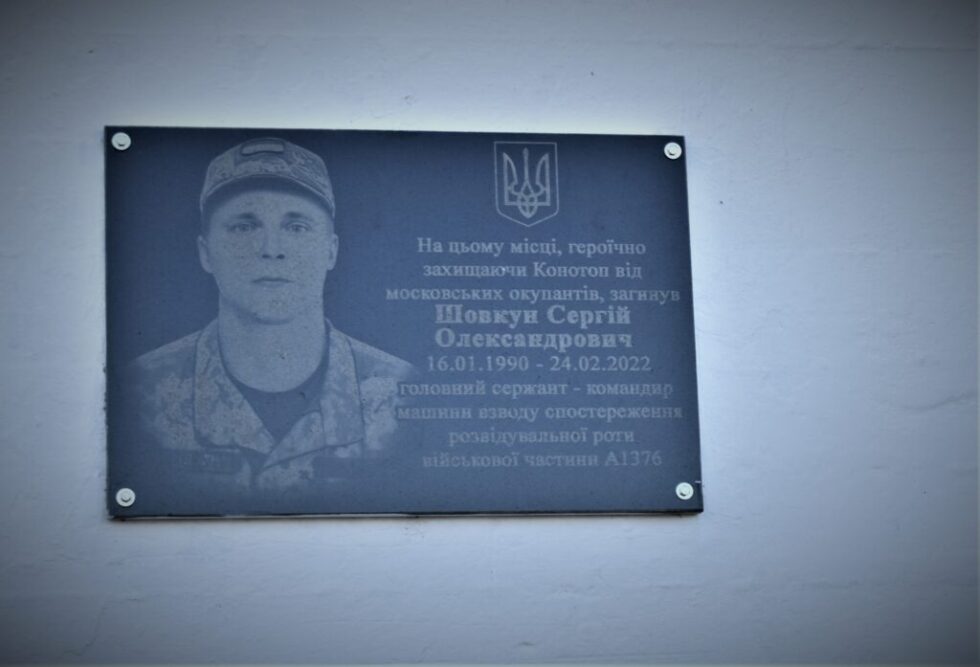 На цьому місці, героїчно
захищаючи Конотоп від
московських окупантів, загинув
Шовкун Сергій
Олександрович
16.01.1990 - 24.02.2022
головний сержант - командир
машини взводу спостереження
розвідувальної роти
військової частини А1376